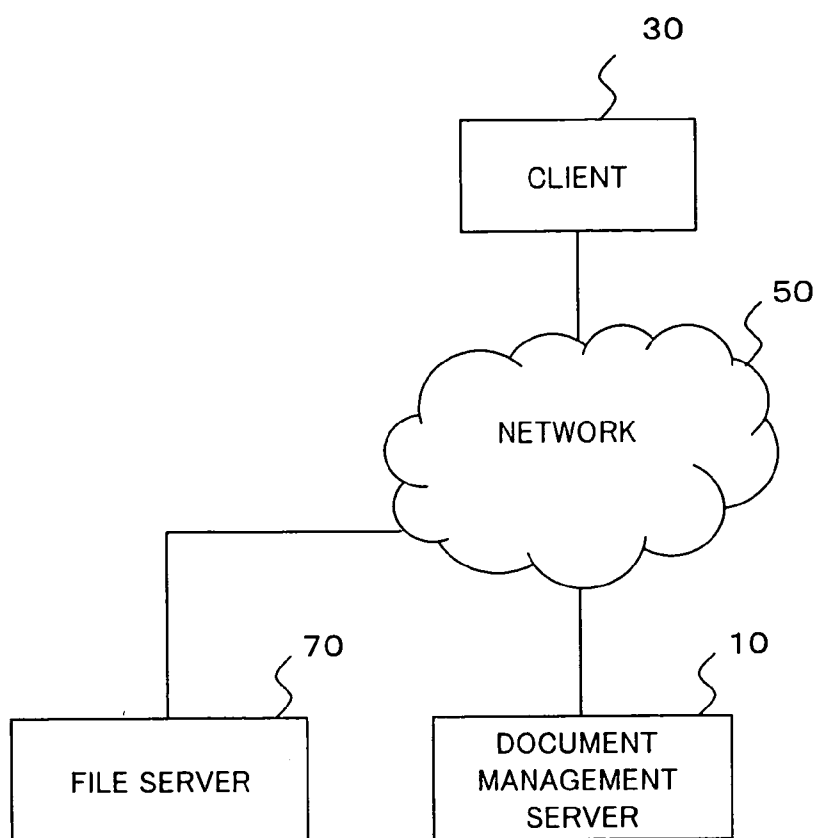 30
CLIENT
50
NETWORK
70
10
FILE SERVER
DOCUMENT
MANAGEMENT
SERVER